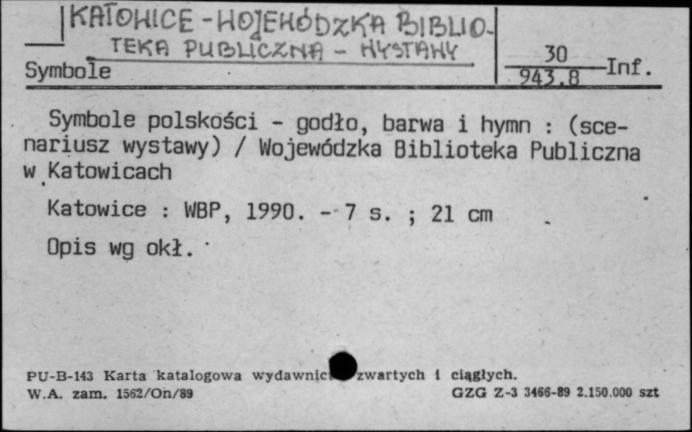 KATOWICE - WOJEWÓDZKA BIBLIO-
TEKA PUBLICZNA - WYSTAWY
Symbole
30
943.8 Inf.
Symbole polskości - godło, barwa i hymn : (sce-
nariusz wystawy) / Wojewódzka Biblioteka Publiczna
w Katowicach
Katowice : WBP, 1990. - 7 s. ; 21 cm
Opis wg okł.
PU-B-143 Karta katalogowa wydawnic zwartych i ciągłych.
W.A. zam. 1562/On/89 GZG Z-3 3466-89 2.150.000 szt